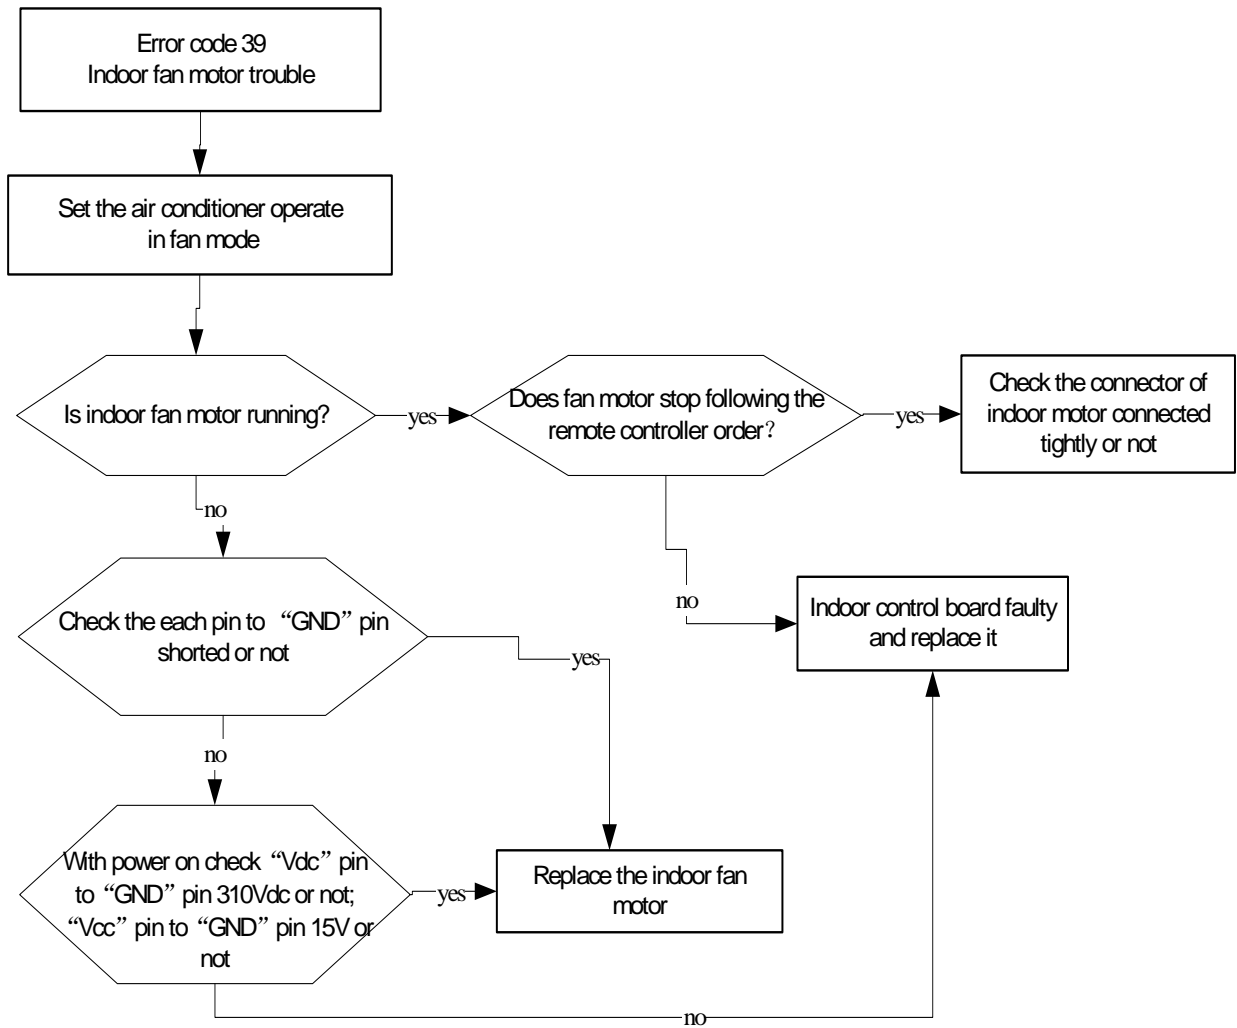 Error code 39
Indoor fan motor trouble
Set the air conditioner operate
in fan mode
Is indoor fan motor running?
yes
Does fan motor stop following the
remote controller order?
yes
Check the connector of
indoor motor connected
tightly or not
no
Check the each pin to “GND” pin
shorted or not
yes
no
Indoor control board faulty
and replace it
no
With power on check “Vdc” pin
to “GND” pin 310Vdc or not;
“Vcc” pin to “GND” pin 15V or
not
yes
Replace the indoor fan
motor
no